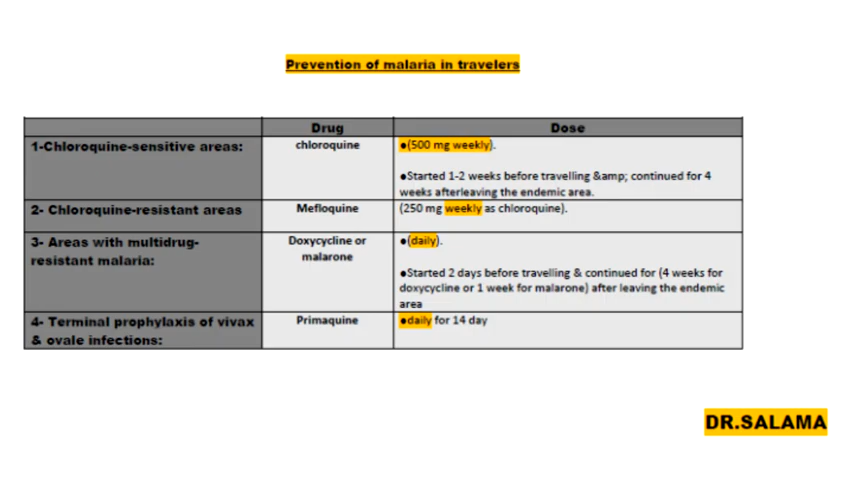 Prevention of malaria in travelers
Drug
Dose
1-Chloroquine-sensitive areas:
chloroquine
●(500 mg weekly).
●Started 1-2 weeks before travelling &amp; continued for 4
weeks afterleaving the endemic area.
2- Chloroquine-resistant areas
Mefloquine
(250 mg weekly as chloroquine).
3- Areas with multidrug-
resistant malaria:
Doxycycline or
malarone
●(daily).
●Started 2 days before travelling & continued for (4 weeks for
doxycycline or 1 week for malarone) after leaving the endemic
area
4- Terminal prophylaxis of vivax
& ovale infections:
Primaquine
●daily for 14 day
DR.SALAMA